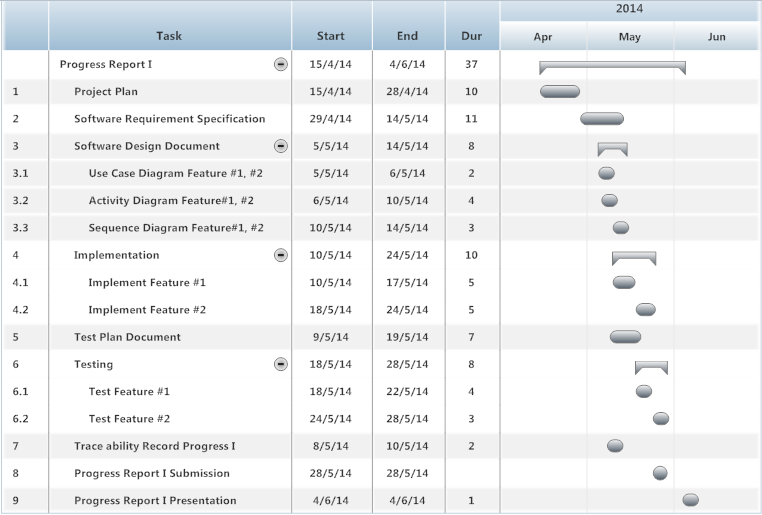 2014
Task Start End Dur Apr May Jun
Progress Report I 15/4/14 4/6/14 37
1 Project Plan 15/4/14 28/4/14 10
2 Software Requirement Specification 29/4/14 14/5/14 11
3 Software Design Document 5/5/14 14/5/14 8
3.1 Use Case Diagram Feature #1, #2 5/5/14 6/5/14 2
3.2 Activity Diagram Feature#1, #2 6/5/14 10/5/14 4
3.3 Sequence Diagram Feature#1, #2 10/5/14 14/5/14 3
4 Implementation 10/5/14 24/5/14 10
4.1 Implement Feature #1 10/5/14 17/5/14 5
4.2 Implement Feature #2 18/5/14 24/5/14 5
5 Test Plan Document 9/5/14 19/5/14 7
6 Testing 18/5/14 28/5/14 8
6.1 Test Feature #1 18/5/14 22/5/14 4
6.2 Test Feature #2 24/5/14 28/5/14 3
7 Trace ability Record Progress I 8/5/14 10/5/14 2
8 Progress Report I Submission 28/5/14 28/5/14
9 Progress Report I Presentation 4/6/14 4/6/14 1